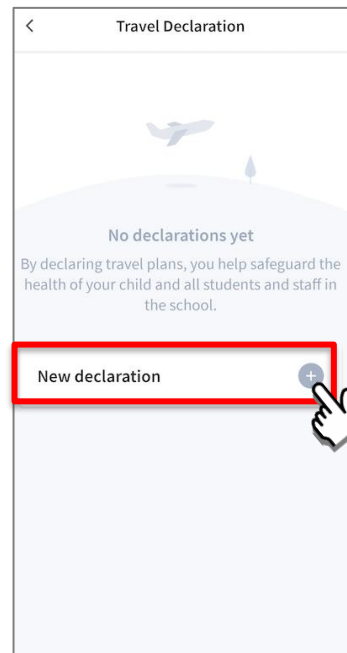 Travel Declaration
No declarations yet
By declaring travel plans, you help safeguard the
health of your child and all students and staff in
the school.
New declaration